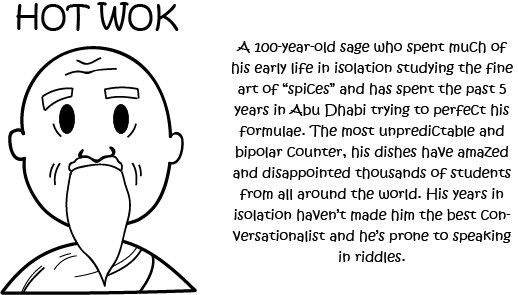 HOT WOK
A 100-year-old sage who spent much of
his early life in isolation studying the fine
art of “spices” and has spent the past 5
years in Abu Dhabi trying to perfect his
formulae. The most unpredictable and
bipolar counter, his dishes have amazed
and disappointed thousands of students
from all around the world. His years in
isolation haven’t made him the best con-
versationalist and he’s prone to speaking
in riddles.